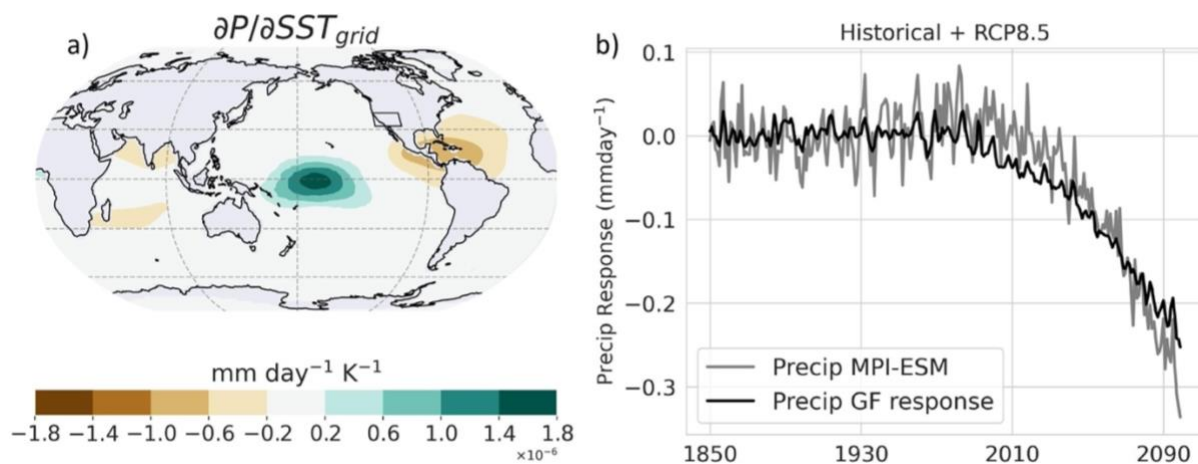 a)
∂P/∂SST_grid
mm day⁻¹ K⁻¹
−1.8 −1.4 −1.0 −0.6 −0.2 0.2 0.6 1.0 1.4 1.8
×10⁻⁶
b)
Historical + RCP8.5
Precip Response (mmday⁻¹)
0.1
0.0
−0.1
−0.2
−0.3
Precip MPI-ESM
Precip GF response
1850 1930 2010 2090